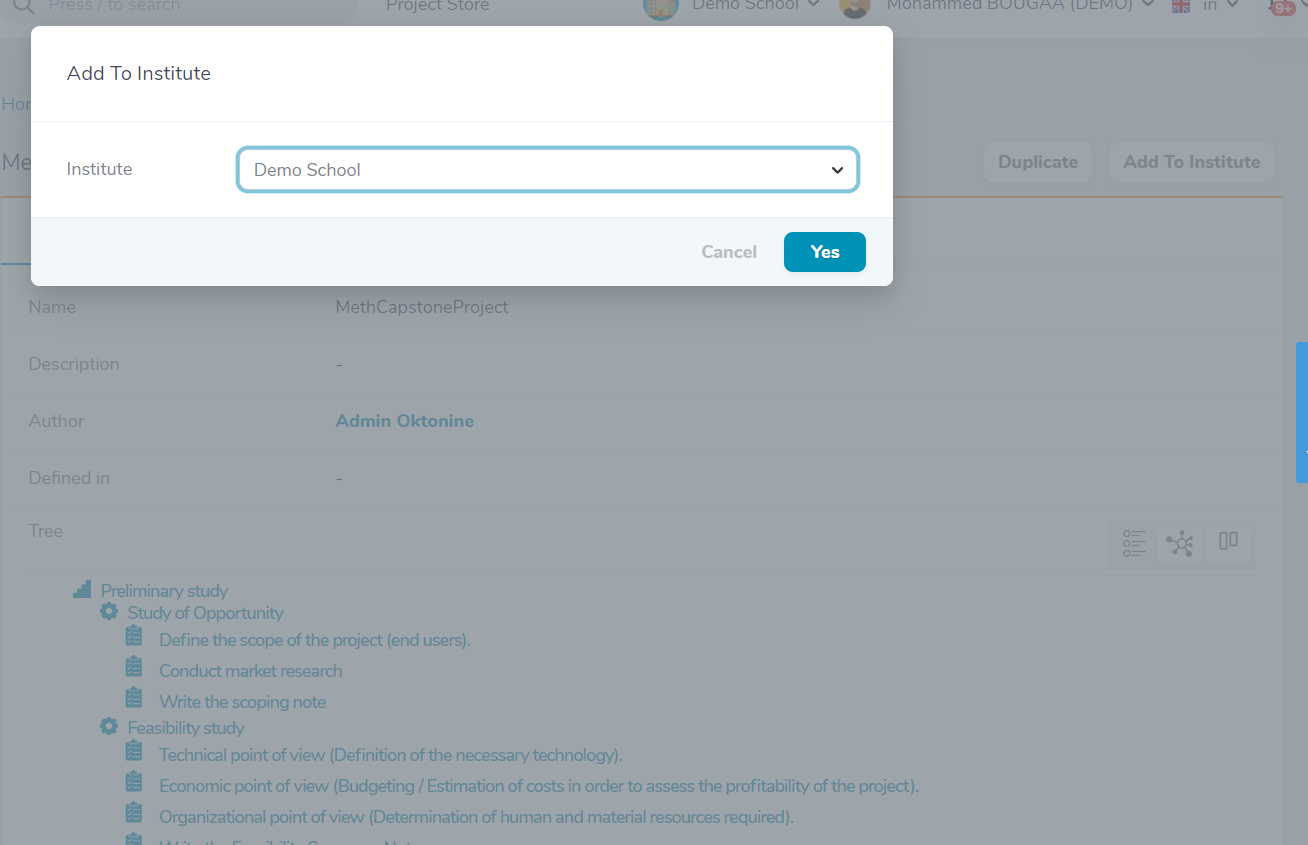 Press / to search
Project Store
Demo School
Mohammed BOUGAA (DEMO)
in
9+
Add To Institute
Institute
Demo School
Cancel
Yes
Duplicate
Add To Institute
Name
MethCapstoneProject
Description
-
Author
Admin Oktonine
Defined in
-
Tree
Preliminary study
Study of Opportunity
Define the scope of the project (end users).
Conduct market research
Write the scoping note
Feasibility study
Technical point of view (Definition of the necessary technology).
Economic point of view (Budgeting / Estimation of costs in order to assess the profitability of the project).
Organizational point of view (Determination of human and material resources required).